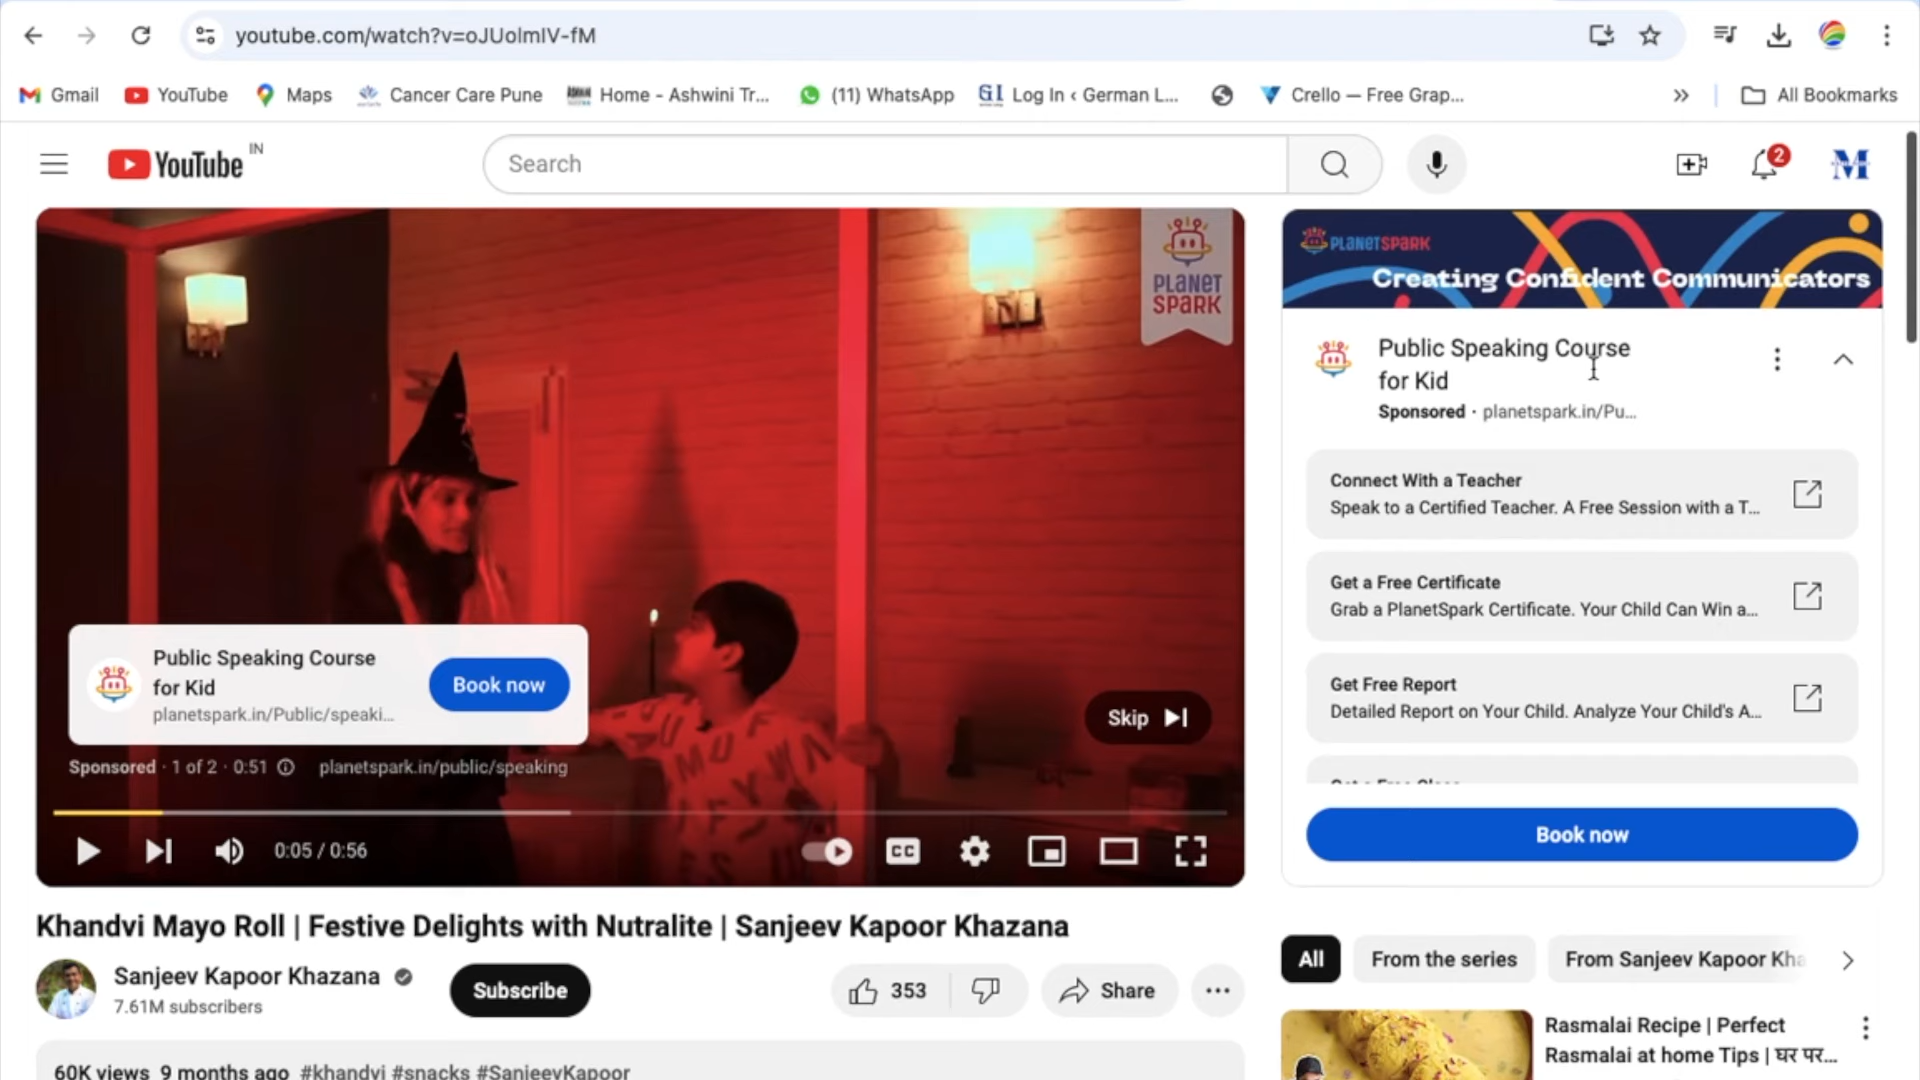 youtube.com/watch?v=oJUolmIV-fM
Gmail
YouTube
Maps
Cancer Care Pune
Home - Ashwini Tr...
(11) WhatsApp
GI Log In ‹ German L...
Crello — Free Grap...
»
All Bookmarks
YouTube IN
Search
2
M
PLANET
SPARK
PLANETSPARK
Creating Confident Communicators
Public Speaking Course
for Kid
Sponsored · planetspark.in/Pu...
Connect With a Teacher
Speak to a Certified Teacher. A Free Session with a T...
Get a Free Certificate
Grab a PlanetSpark Certificate. Your Child Can Win a...
Get Free Report
Detailed Report on Your Child. Analyze Your Child's A...
Book now
Public Speaking Course
for Kid
planetspark.in/Public/speaki...
Book now
Skip
Sponsored · 1 of 2 · 0:51 planetspark.in/public/speaking
0:05 / 0:56
CC
Khandvi Mayo Roll | Festive Delights with Nutralite | Sanjeev Kapoor Khazana
Sanjeev Kapoor Khazana
7.61M subscribers
Subscribe
353
Share
60K views 9 months ago #khandvi #snacks #SanjeevKapoor
All
From the series
From Sanjeev Kapoor Kha
Rasmalai Recipe | Perfect
Rasmalai at home Tips | घर पर...